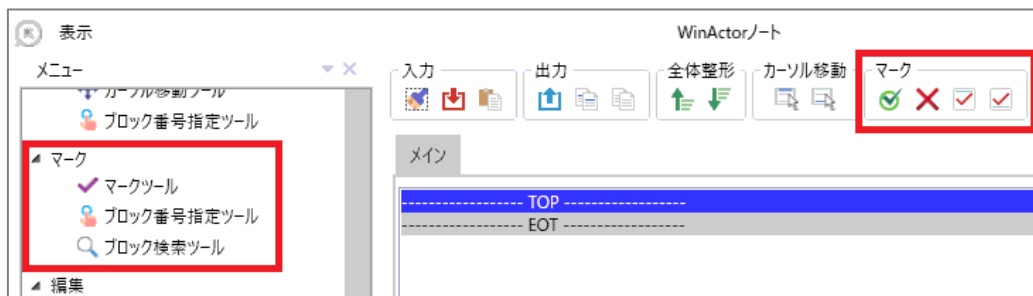 表示
WinActorノート
メニュー
カーソル移動ツール
ブロック番号指定ツール
マーク
マークツール
ブロック番号指定ツール
ブロック検索ツール
編集
入力
出力
全体整形
カーソル移動
マーク
メイン
------------------ TOP ------------------
------------------ EOT ------------------